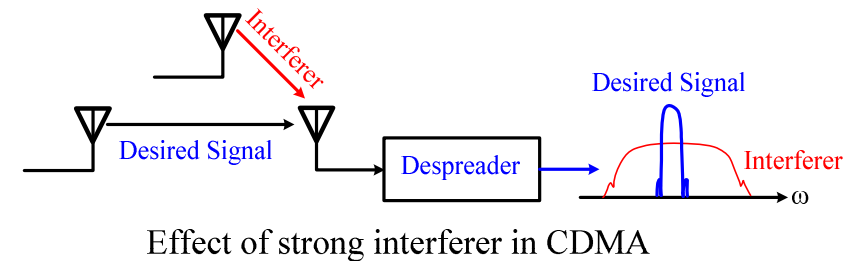 Interferer
Desired Signal
Despreader
Desired Signal
Interferer
ω
Effect of strong interferer in CDMA